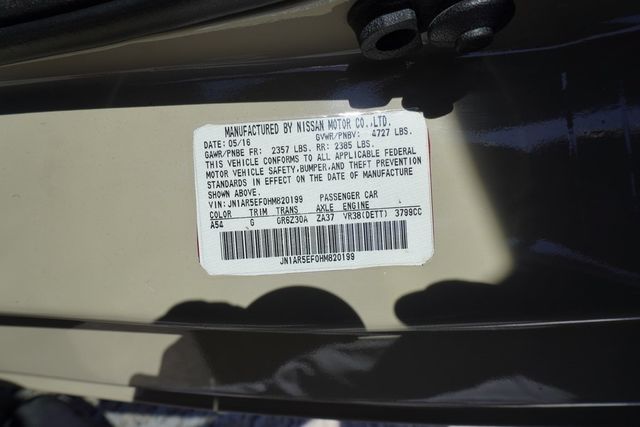 MANUFACTURED BY NISSAN MOTOR CO.,LTD.
DATE: 05/16 GVWR/PNBV: 4727 LBS.
GAWR/PNBE FR: 2357 LBS. RR: 2385 LBS.
THIS VEHICLE CONFORMS TO ALL APPLICABLE FEDERAL
MOTOR VEHICLE SAFETY,BUMPER,AND THEFT PREVENTION
STANDARDS IN EFFECT ON THE DATE OF MANUFACTURE
SHOWN ABOVE.
VIN: JN1AR5EF0HM820199 PASSENGER CAR
COLOR TRIM TRANS AXLE ENGINE
A54 G GR6Z30A ZA37 VR38(DETT) 3799CC
JN1AR5EF0HM820199